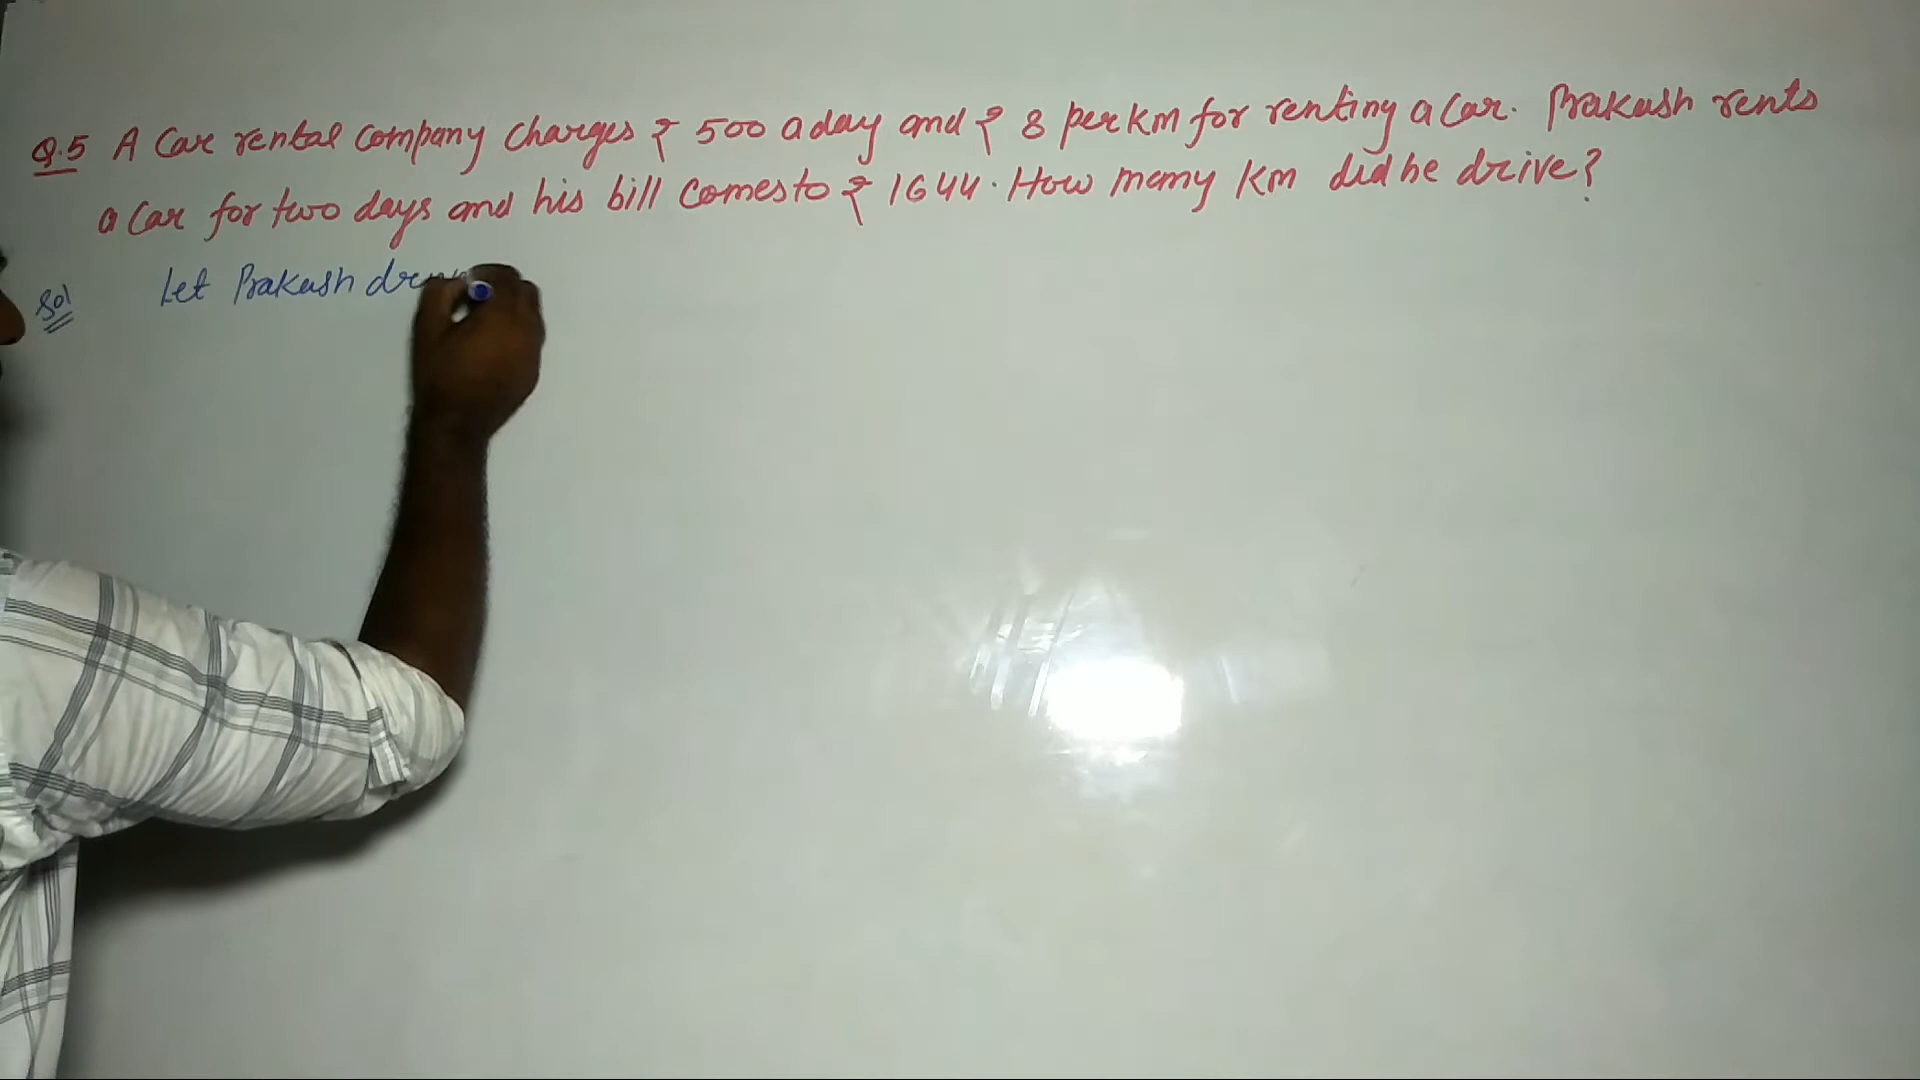 Q.5 A Car rental company charges ₹ 500 a day and ₹ 8 per km for renting a car. Prakash rents
a car for two days and his bill comes to ₹ 1644. How many km did he drive?
Sol Let Prakash